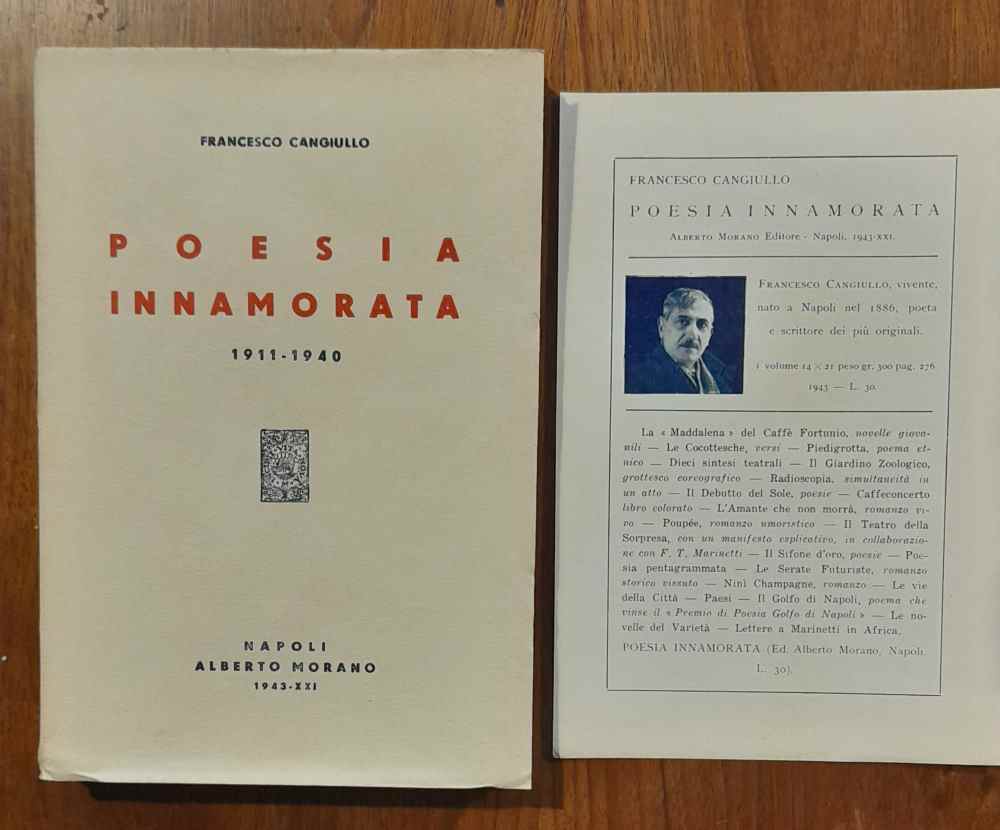 FRANCESCO CANGIULLO
POESIA
INNAMORATA
1911-1940
NAPOLI
ALBERTO MORANO
1943-XXI
FRANCESCO CANGIULLO
POESIA INNAMORATA
ALBERTO MORANO Editore - Napoli, 1943-XXI.
FRANCESCO CANGIULLO, vivente,
nato a Napoli nel 1886, poeta
e scrittore dei più originali.
1 volume 14 × 21 peso gr. 300 pag. 276
1943 — L. 30.
La « Maddalena » del Caffè Fortunio, novelle giova-
nili — Le Cocottesche, versi — Piedigrotta, poema et-
nico — Dieci sintesi teatrali — Il Giardino Zoologico,
grottesco coreografico — Radioscopia, simultaneità in
un atto — Il Debutto del Sole, poesie — Caffeconcerto
libro colorato — L'Amante che non morrà, romanzo vi-
vo — Poupée, romanzo umoristico — Il Teatro della
Sorpresa, con un manifesto esplicativo, in collaborazio-
ne con F. T. Marinetti — Il Sifone d'oro, poesie — Poe-
sia pentagrammata — Le Serate Futuriste, romanzo
storico vissuto — Ninì Champagne, romanzo — Le vie
della Città — Paesi — Il Golfo di Napoli, poema che
vinse il « Premio di Poesia Golfo di Napoli » — Le no-
velle del Varietà — Lettere a Marinetti in Africa.
POESIA INNAMORATA (Ed. Alberto Morano, Napoli.
L. 30).